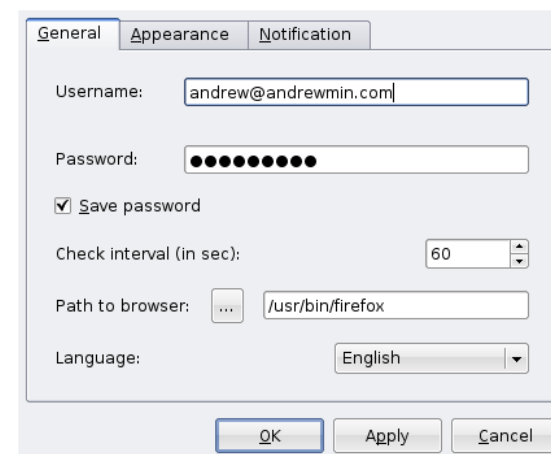 General Appearance Notification
Username: andrew@andrewmin.com
Password: ●●●●●●●●●
Save password
Check interval (in sec): 60
Path to browser: ... /usr/bin/firefox
Language: English
OK Apply Cancel